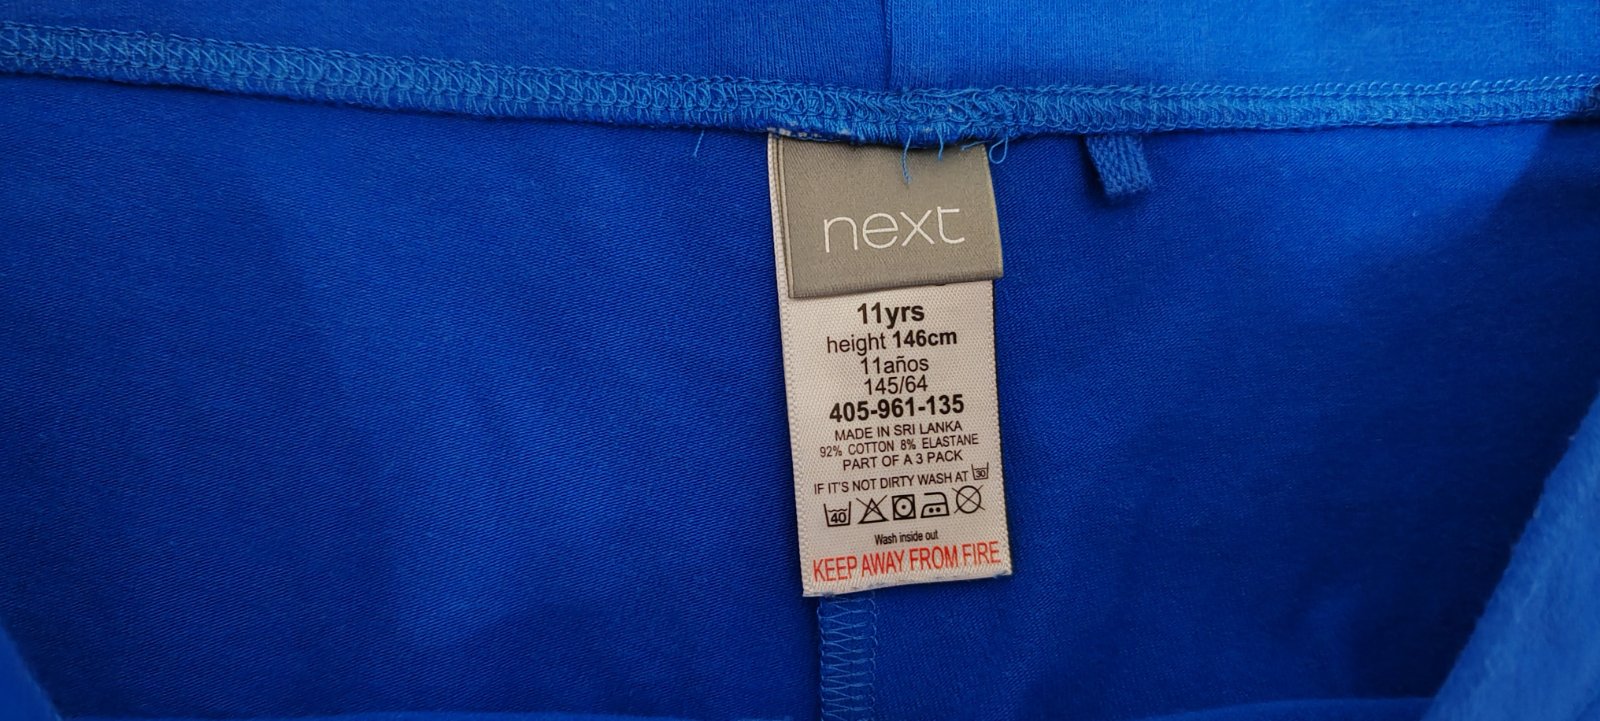 next
11yrs
height 146cm
11años
145/64
405-961-135
MADE IN SRI LANKA
92% COTTON 8% ELASTANE
PART OF A 3 PACK
IF IT'S NOT DIRTY WASH AT 30
40
Wash inside out
KEEP AWAY FROM FIRE